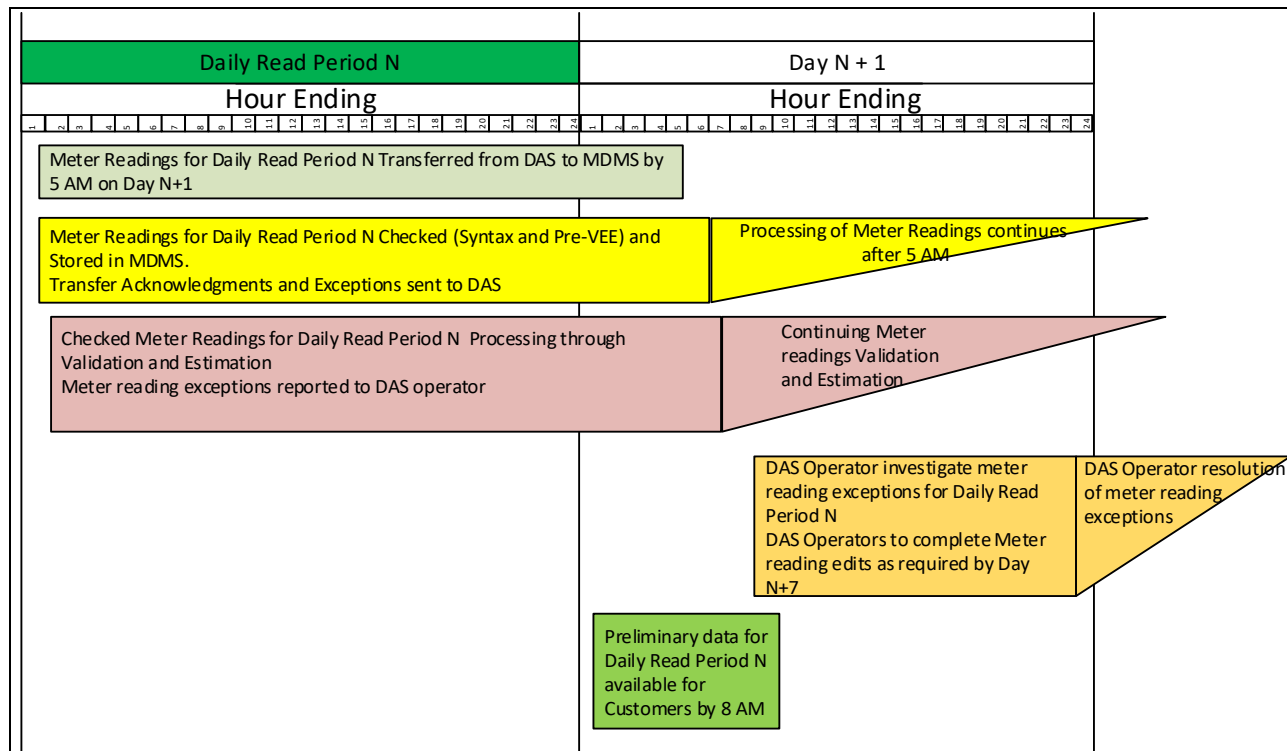 Daily Read Period N
Day N + 1
Hour Ending
Hour Ending
1 2 3 4 5 6 7 8 9 10 11 12 13 14 15 16 17 18 19 20 21 22 23 24
1 2 3 4 5 6 7 8 9 10 11 12 13 14 15 16 17 18 19 20 21 22 23 24
Meter Readings for Daily Read Period N Transferred from DAS to MDMS by
5 AM on Day N+1
Meter Readings for Daily Read Period N Checked (Syntax and Pre-VEE) and
Stored in MDMS.
Transfer Acknowledgments and Exceptions sent to DAS
Processing of Meter Readings continues
after 5 AM
Checked Meter Readings for Daily Read Period N Processing through
Validation and Estimation
Meter reading exceptions reported to DAS operator
Continuing Meter
readings Validation
and Estimation
DAS Operator investigate meter
reading exceptions for Daily Read
Period N
DAS Operators to complete Meter
reading edits as required by Day
N+7
DAS Operator resolution
of meter reading
exceptions
Preliminary data for
Daily Read Period N
available for
Customers by 8 AM